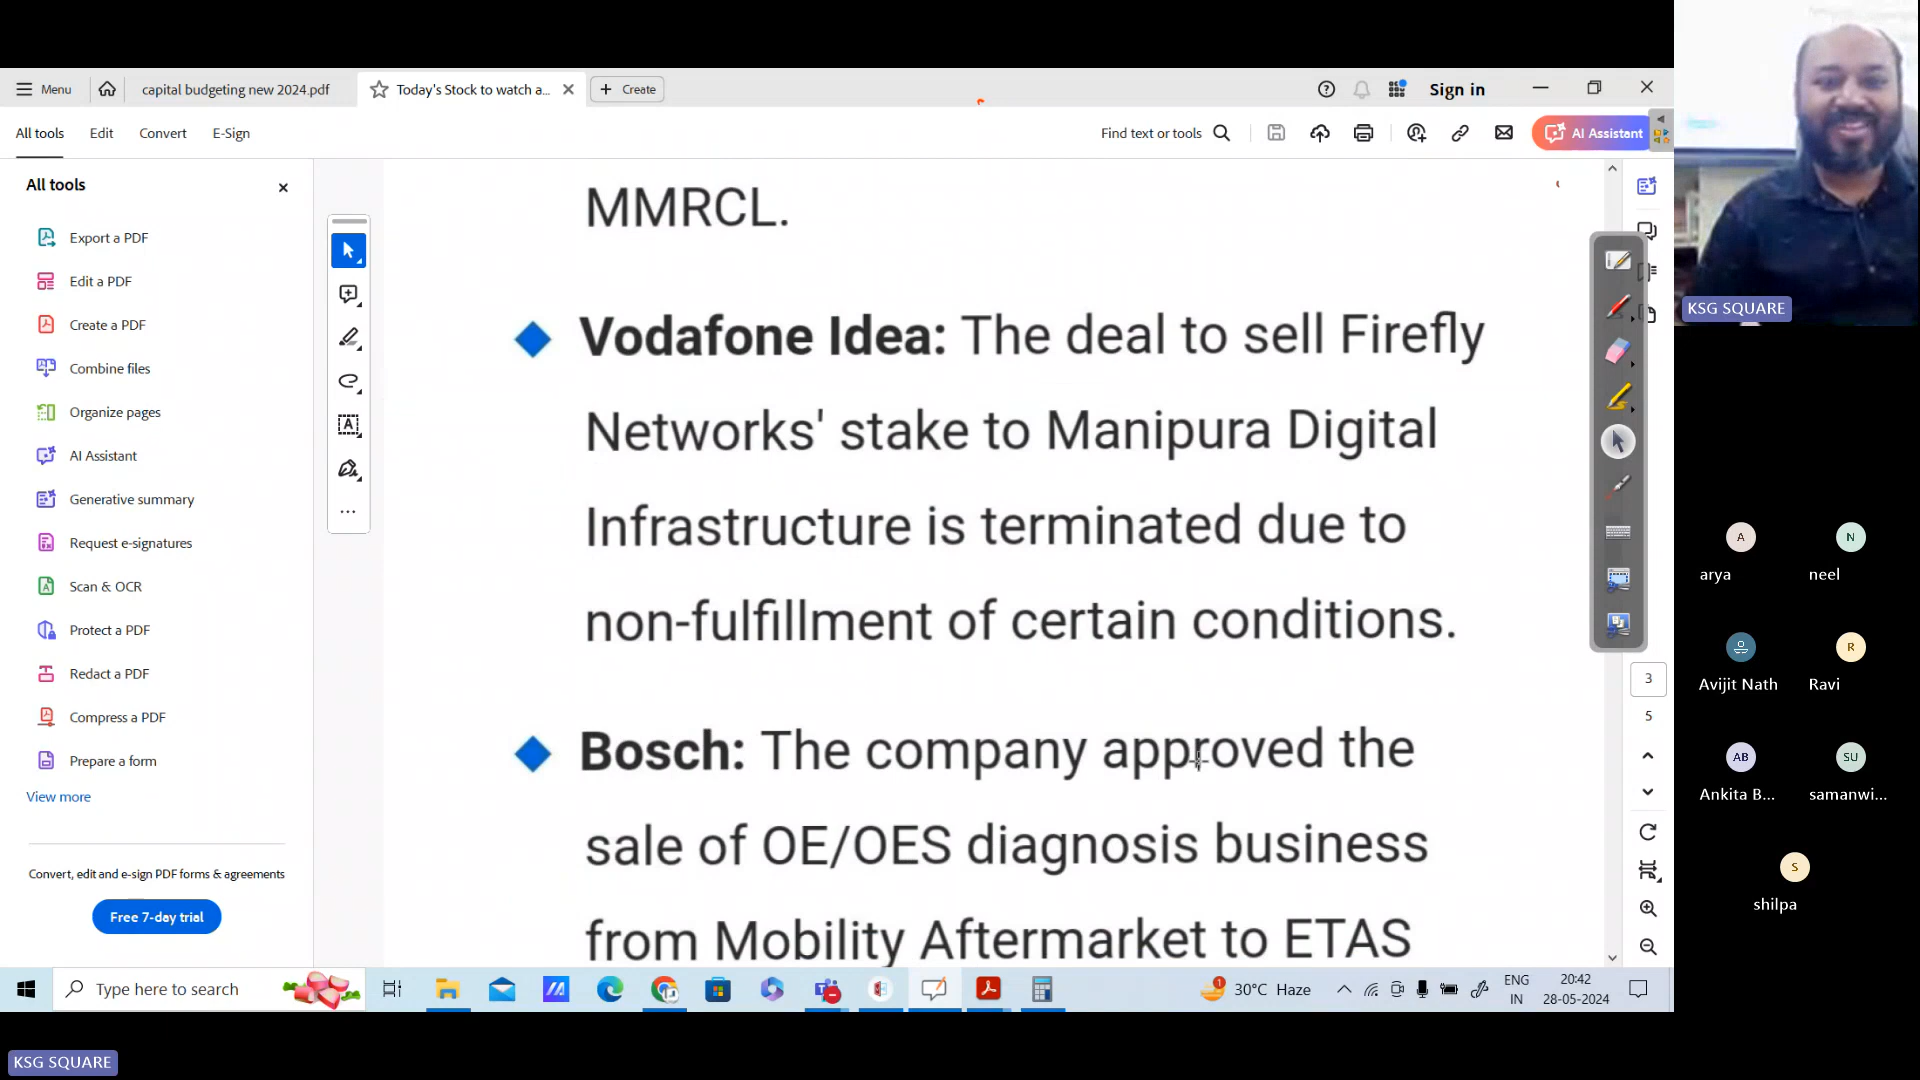 Menu
capital budgeting new 2024.pdf
Today's Stock to watch a...
Create
Sign in
All tools
Edit
Convert
E-Sign
Find text or tools
AI Assistant
All tools
Export a PDF
Edit a PDF
Create a PDF
Combine files
Organize pages
AI Assistant
Generative summary
Request e-signatures
Scan & OCR
Protect a PDF
Redact a PDF
Compress a PDF
Prepare a form
View more
Convert, edit and e-sign PDF forms & agreements
Free 7-day trial
MMRCL.
Vodafone Idea: The deal to sell Firefly
Networks' stake to Manipura Digital
Infrastructure is terminated due to
non-fulfillment of certain conditions.
Bosch: The company approved the
sale of OE/OES diagnosis business
from Mobility Aftermarket to ETAS
3
5
KSG SQUARE
A
arya
N
neel
Avijit Nath
R
Ravi
AB
Ankita B...
SU
samanwi...
S
shilpa
Type here to search
1
30°C Haze
ENG
IN
20:42
28-05-2024
KSG SQUARE